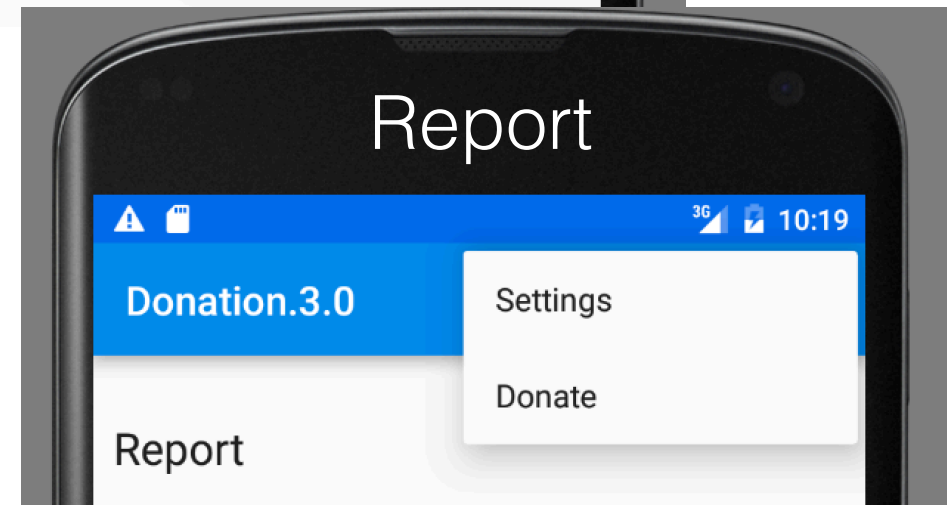 Report
3G 10:19
Donation.3.0
Settings
Donate
Report